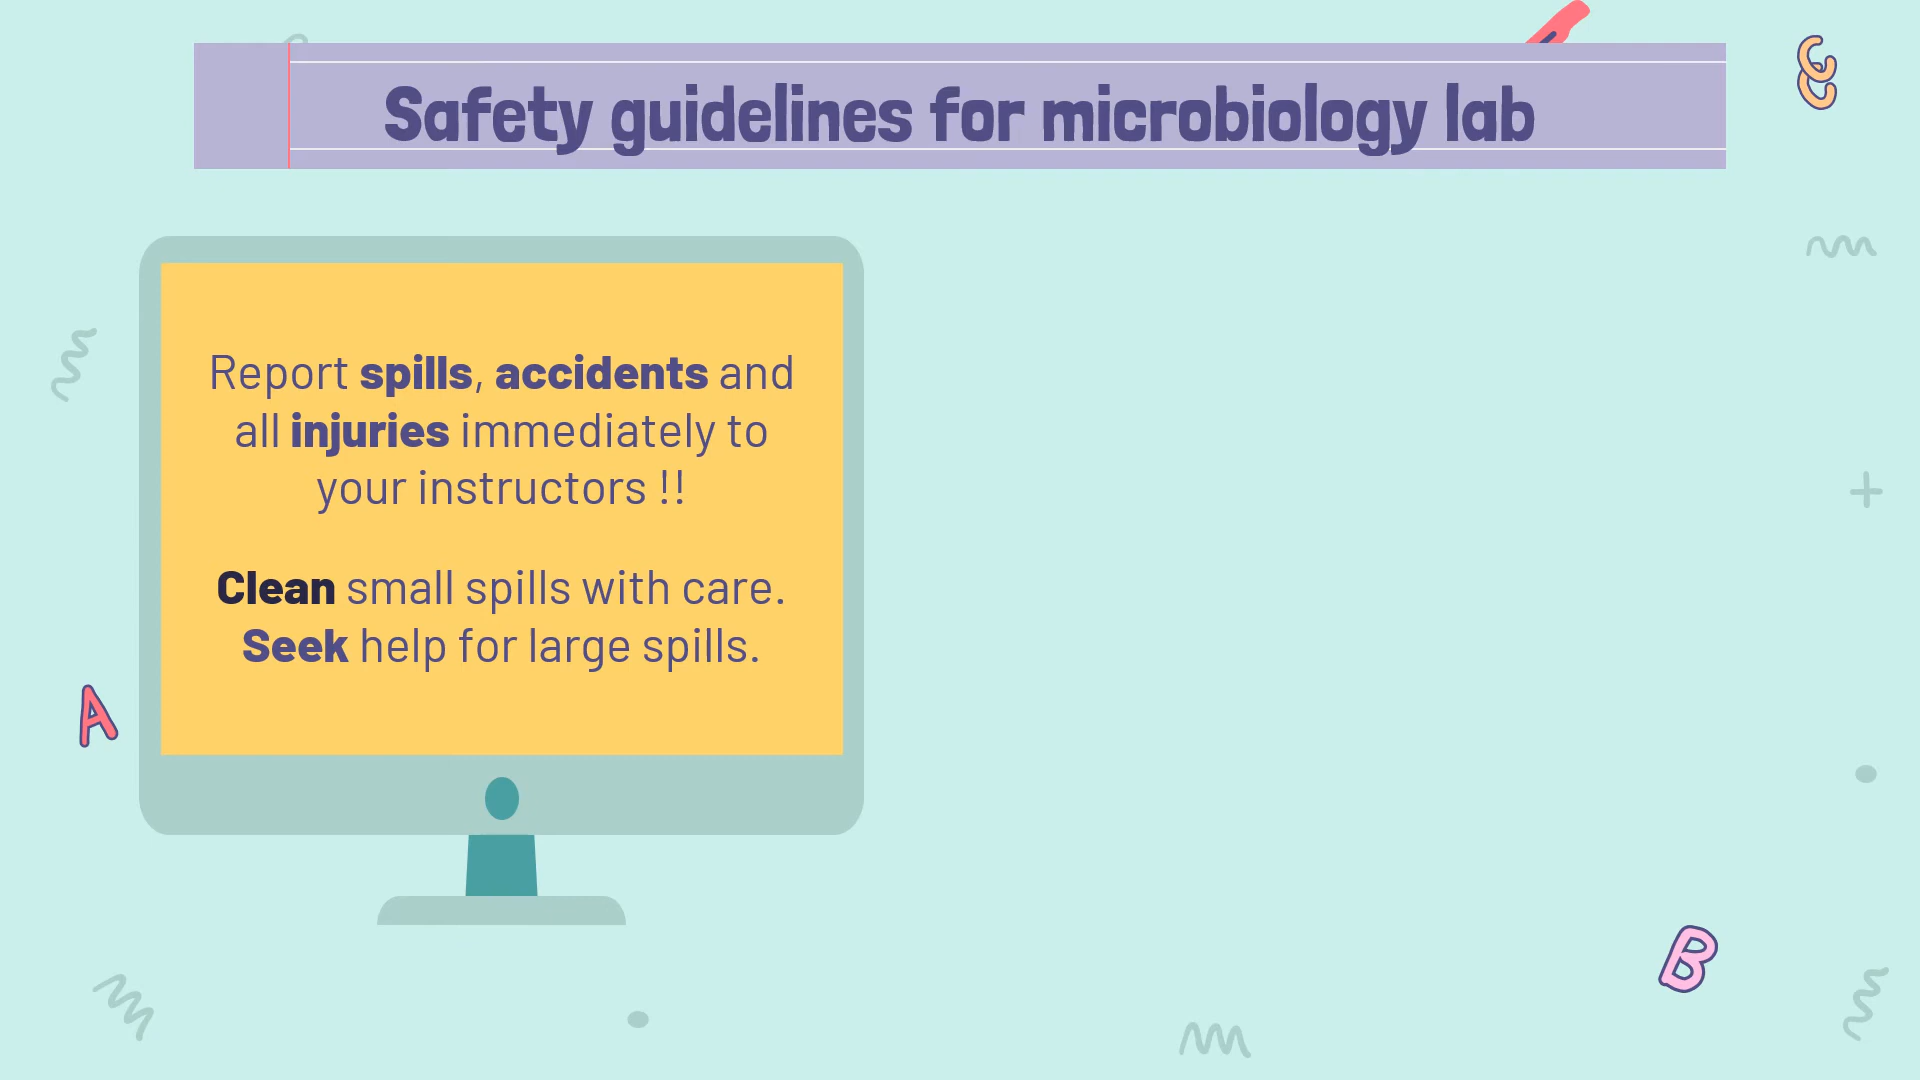 Safety guidelines for microbiology lab
Report spills, accidents and
all injuries immediately to
your instructors !!
Clean small spills with care.
Seek help for large spills.
A
B